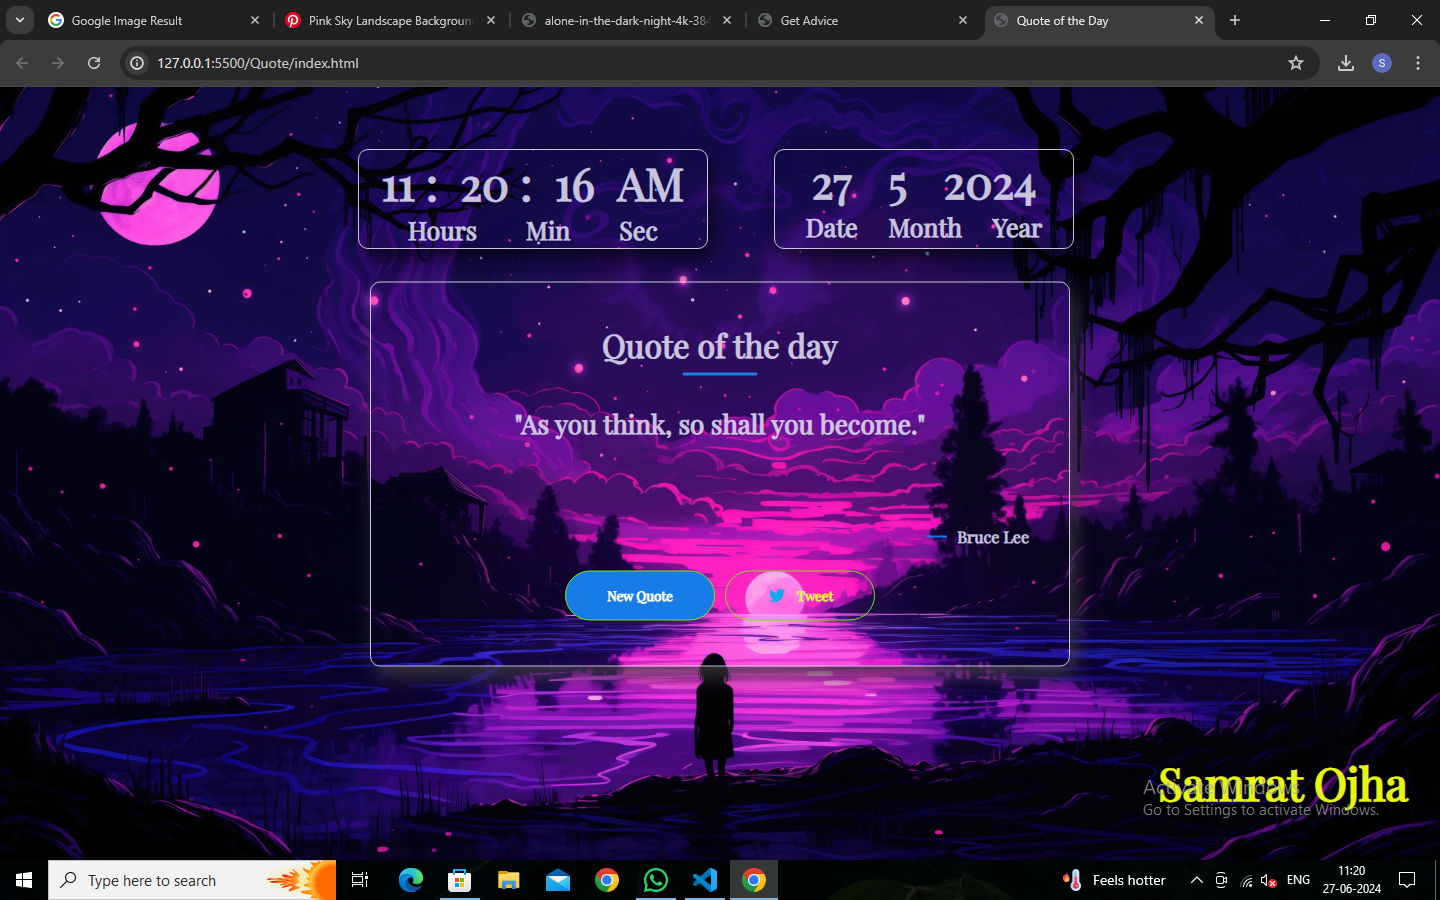 Google Image Result
Pink Sky Landscape Backgroun
alone-in-the-dark-night-4k-384
Get Advice
Quote of the Day
127.0.0.1:5500/Quote/index.html
S
11 : 20 : 16 AM
Hours Min Sec
27 5 2024
Date Month Year
Quote of the day
"As you think, so shall you become."
Bruce Lee
New Quote
Tweet
Samrat Ojha
Activate Windows
Go to Settings to activate Windows.
Type here to search
Feels hotter
ENG
11:20
27-06-2024